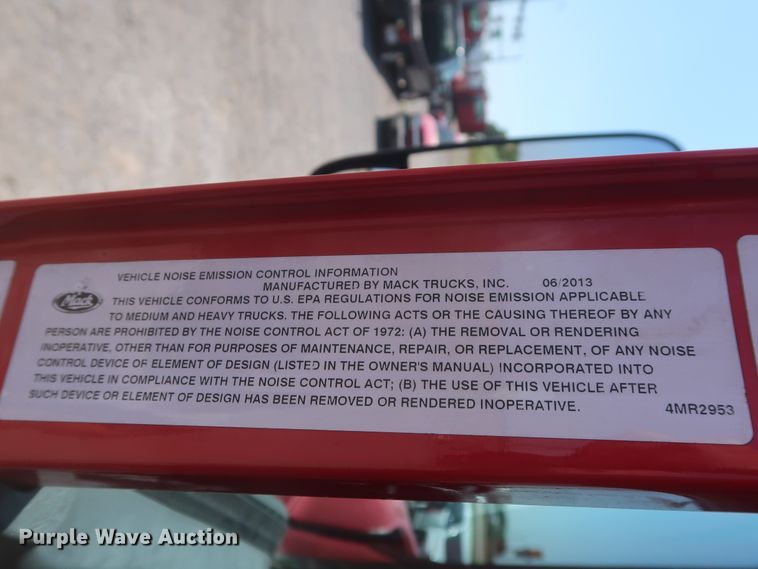 VEHICLE NOISE EMISSION CONTROL INFORMATION
MANUFACTURED BY MACK TRUCKS, INC. 06/2013
Mack
THIS VEHICLE CONFORMS TO U.S. EPA REGULATIONS FOR NOISE EMISSION APPLICABLE
TO MEDIUM AND HEAVY TRUCKS. THE FOLLOWING ACTS OR THE CAUSING THEREOF BY ANY
PERSON ARE PROHIBITED BY THE NOISE CONTROL ACT OF 1972: (A) THE REMOVAL OR RENDERING
INOPERATIVE, OTHER THAN FOR PURPOSES OF MAINTENANCE, REPAIR, OR REPLACEMENT, OF ANY NOISE
CONTROL DEVICE OF ELEMENT OF DESIGN (LISTED IN THE OWNER'S MANUAL) INCORPORATED INTO
THIS VEHICLE IN COMPLIANCE WITH THE NOISE CONTROL ACT; (B) THE USE OF THIS VEHICLE AFTER
SUCH DEVICE OR ELEMENT OF DESIGN HAS BEEN REMOVED OR RENDERED INOPERATIVE.
4MR2953
Purple Wave Auction